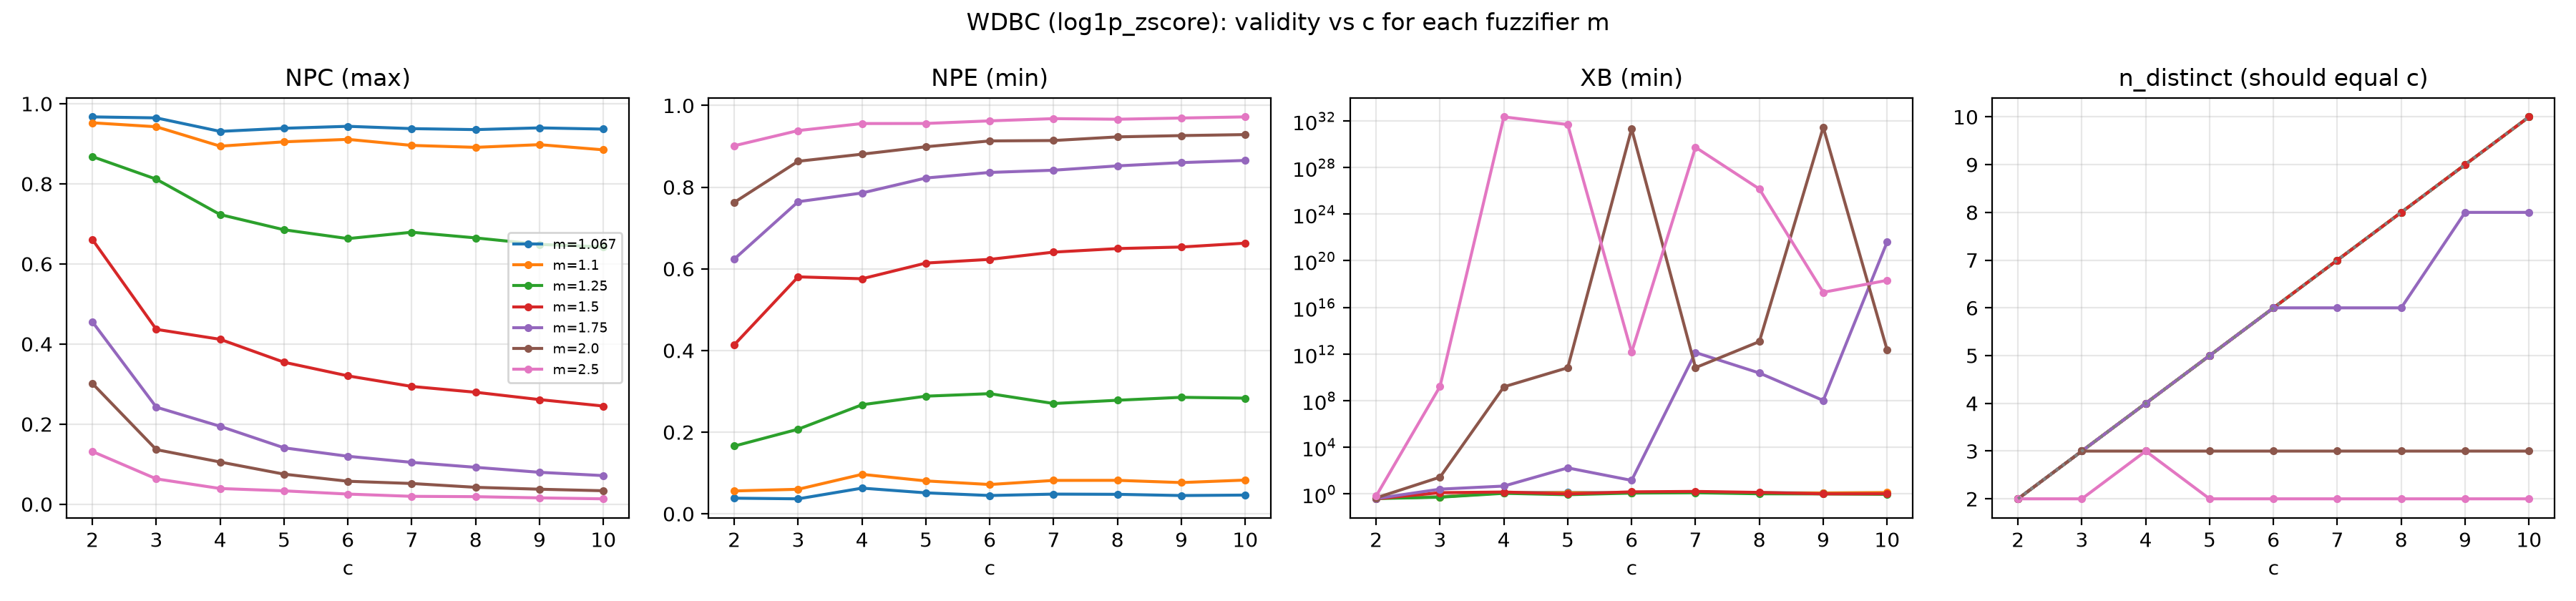 WDBC (log1p_zscore): validity vs c for each fuzzifier m
NPC (max)
1.0
0.8
0.6
0.4
0.2
0.0
2 3 4 5 6 7 8 9 10
c
m=1.067
m=1.1
m=1.25
m=1.5
m=1.75
m=2.0
m=2.5
NPE (min)
1.0
0.8
0.6
0.4
0.2
0.0
2 3 4 5 6 7 8 9 10
c
XB (min)
10^32
10^28
10^24
10^20
10^16
10^12
10^8
10^4
10^0
2 3 4 5 6 7 8 9 10
c
n_distinct (should equal c)
10
9
8
7
6
5
4
3
2
2 3 4 5 6 7 8 9 10
c